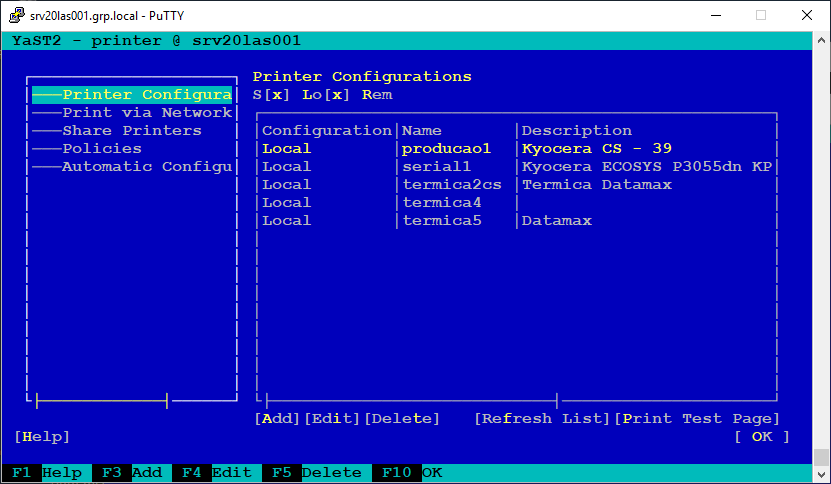 srv20las001.grp.local - PuTTY
YaST2 - printer @ srv20las001
Printer Configurations
Printer Configura
S[x] Lo[x] Rem
Print via Network
Share Printers
Policies
Automatic Configu
Configuration Name Description
Local producao1 Kyocera CS - 39
Local serial1 Kyocera ECOSYS P3055dn KP
Local termica2cs Termica Datamax
Local termica4
Local termica5 Datamax
[Add][Edit][Delete] [Refresh List][Print Test Page]
[Help] [ OK ]
F1 Help F3 Add F4 Edit F5 Delete F10 OK